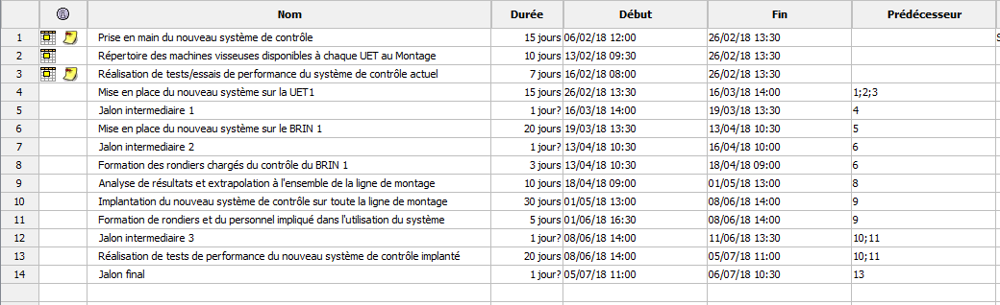 Nom Durée Début Fin Prédécesseur
1 Prise en main du nouveau système de contrôle 15 jours 06/02/18 12:00 26/02/18 13:30
2 Répertoire des machines visseuses disponibles à chaque UET au Montage 10 jours 13/02/18 09:30 26/02/18 13:30
3 Réalisation de tests/essais de performance du système de contrôle actuel 7 jours 16/02/18 08:00 26/02/18 13:30
4 Mise en place du nouveau système sur la UET1 15 jours 26/02/18 13:30 16/03/18 14:00 1;2;3
5 Jalon intermediaire 1 1 jour? 16/03/18 14:00 19/03/18 13:30 4
6 Mise en place du nouveau système sur le BRIN 1 20 jours 19/03/18 13:30 13/04/18 10:30 5
7 Jalon intermediaire 2 1 jour? 13/04/18 10:30 16/04/18 10:00 6
8 Formation des rondiers chargés du contrôle du BRIN 1 3 jours 13/04/18 10:30 18/04/18 09:00 6
9 Analyse de résultats et extrapolation à l'ensemble de la ligne de montage 10 jours 18/04/18 09:00 01/05/18 13:00 8
10 Implantation du nouveau système de contrôle sur toute la ligne de montage 30 jours 01/05/18 13:00 08/06/18 14:00 9
11 Formation de rondiers et du personnel impliqué dans l'utilisation du système 5 jours 01/06/18 16:30 08/06/18 14:00 9
12 Jalon intermediaire 3 1 jour? 08/06/18 14:00 11/06/18 13:30 10;11
13 Réalisation de tests de performance du nouveau système de contrôle implanté 20 jours 08/06/18 14:00 05/07/18 11:00 10;11
14 Jalon final 1 jour? 05/07/18 11:00 06/07/18 10:30 13